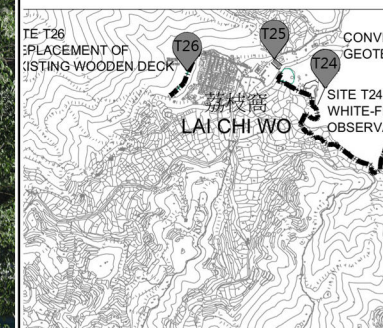 TE T26
EPLACEMENT OF
XISTING WOODEN DECK
T26
T25
CONV
GEOTE
T24
SITE T24
WHITE-F
OBSERVA
荔枝窩
LAI CHI WO